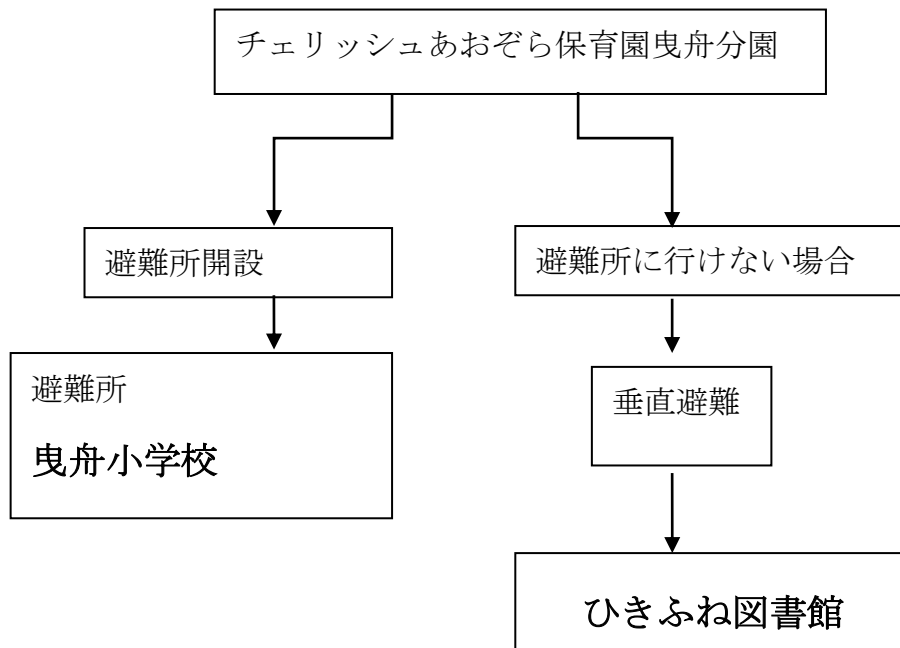 チェリッシュあおぞら保育園曳舟分園
避難所開設
避難所に行けない場合
避難所
曳舟小学校
垂直避難
ひきふね図書館